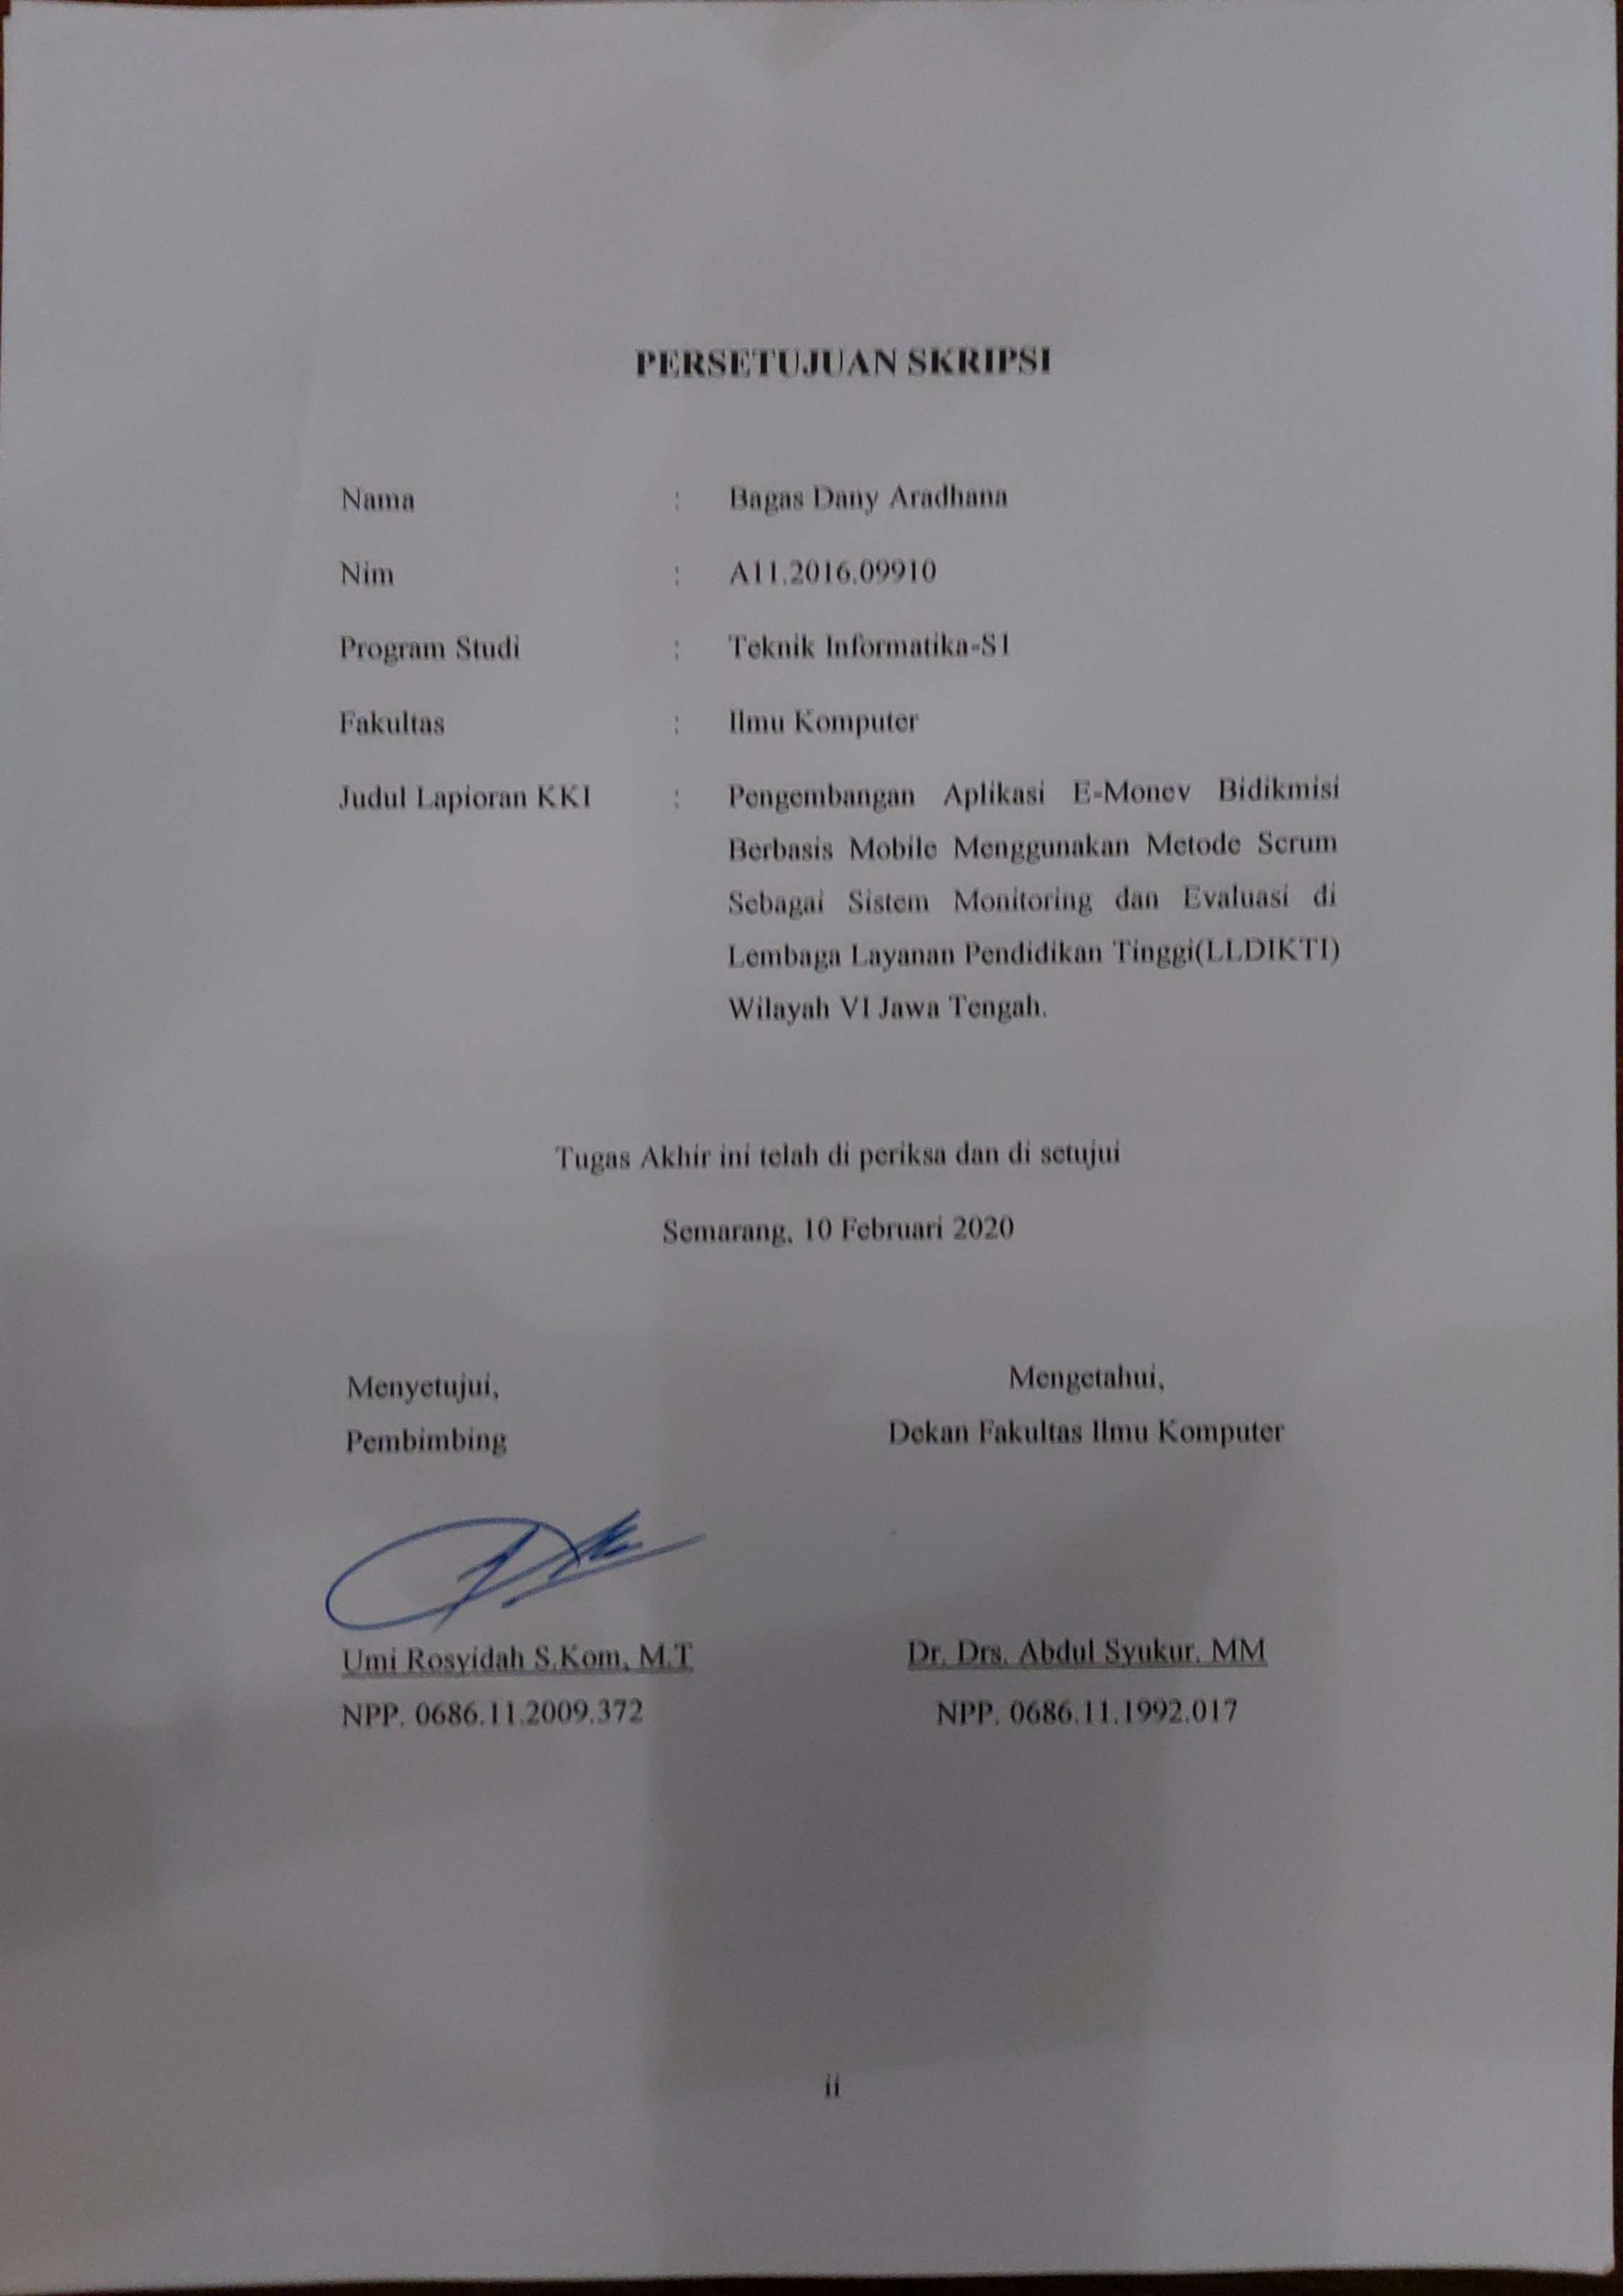 PERSETUJUAN SKRIPSI
Nama : Bagas Dany Aradhana
Nim : A11.2016.09910
Program Studi : Teknik Informatika-S1
Fakultas : Ilmu Komputer
Judul Lapioran KKI : Pengembangan Aplikasi E-Monev Bidikmisi
Berbasis Mobile Menggunakan Metode Scrum
Sebagai Sistem Monitoring dan Evaluasi di
Lembaga Layanan Pendidikan Tinggi(LLDIKTI)
Wilayah VI Jawa Tengah.
Tugas Akhir ini telah di periksa dan di setujui
Semarang, 10 Februari 2020
Menyetujui,
Pembimbing
Umi Rosyidah S.Kom, M.T
NPP. 0686.11.2009.372
Mengetahui,
Dekan Fakultas Ilmu Komputer
Dr. Drs. Abdul Syukur. MM
NPP. 0686.11.1992.017
ii